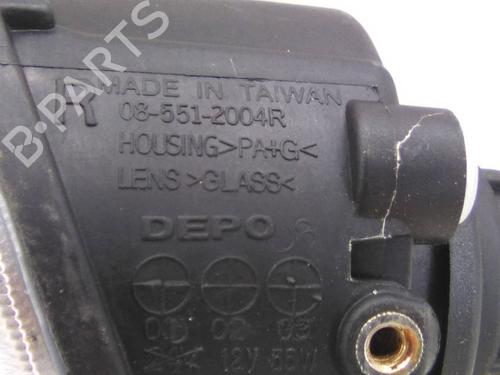 MADE IN TAIWAN
R 08-551-2004R
HOUSING>PA+G<
LENS>GLASS<
DEPO
01 02 03
12V 55W
B-PARTS